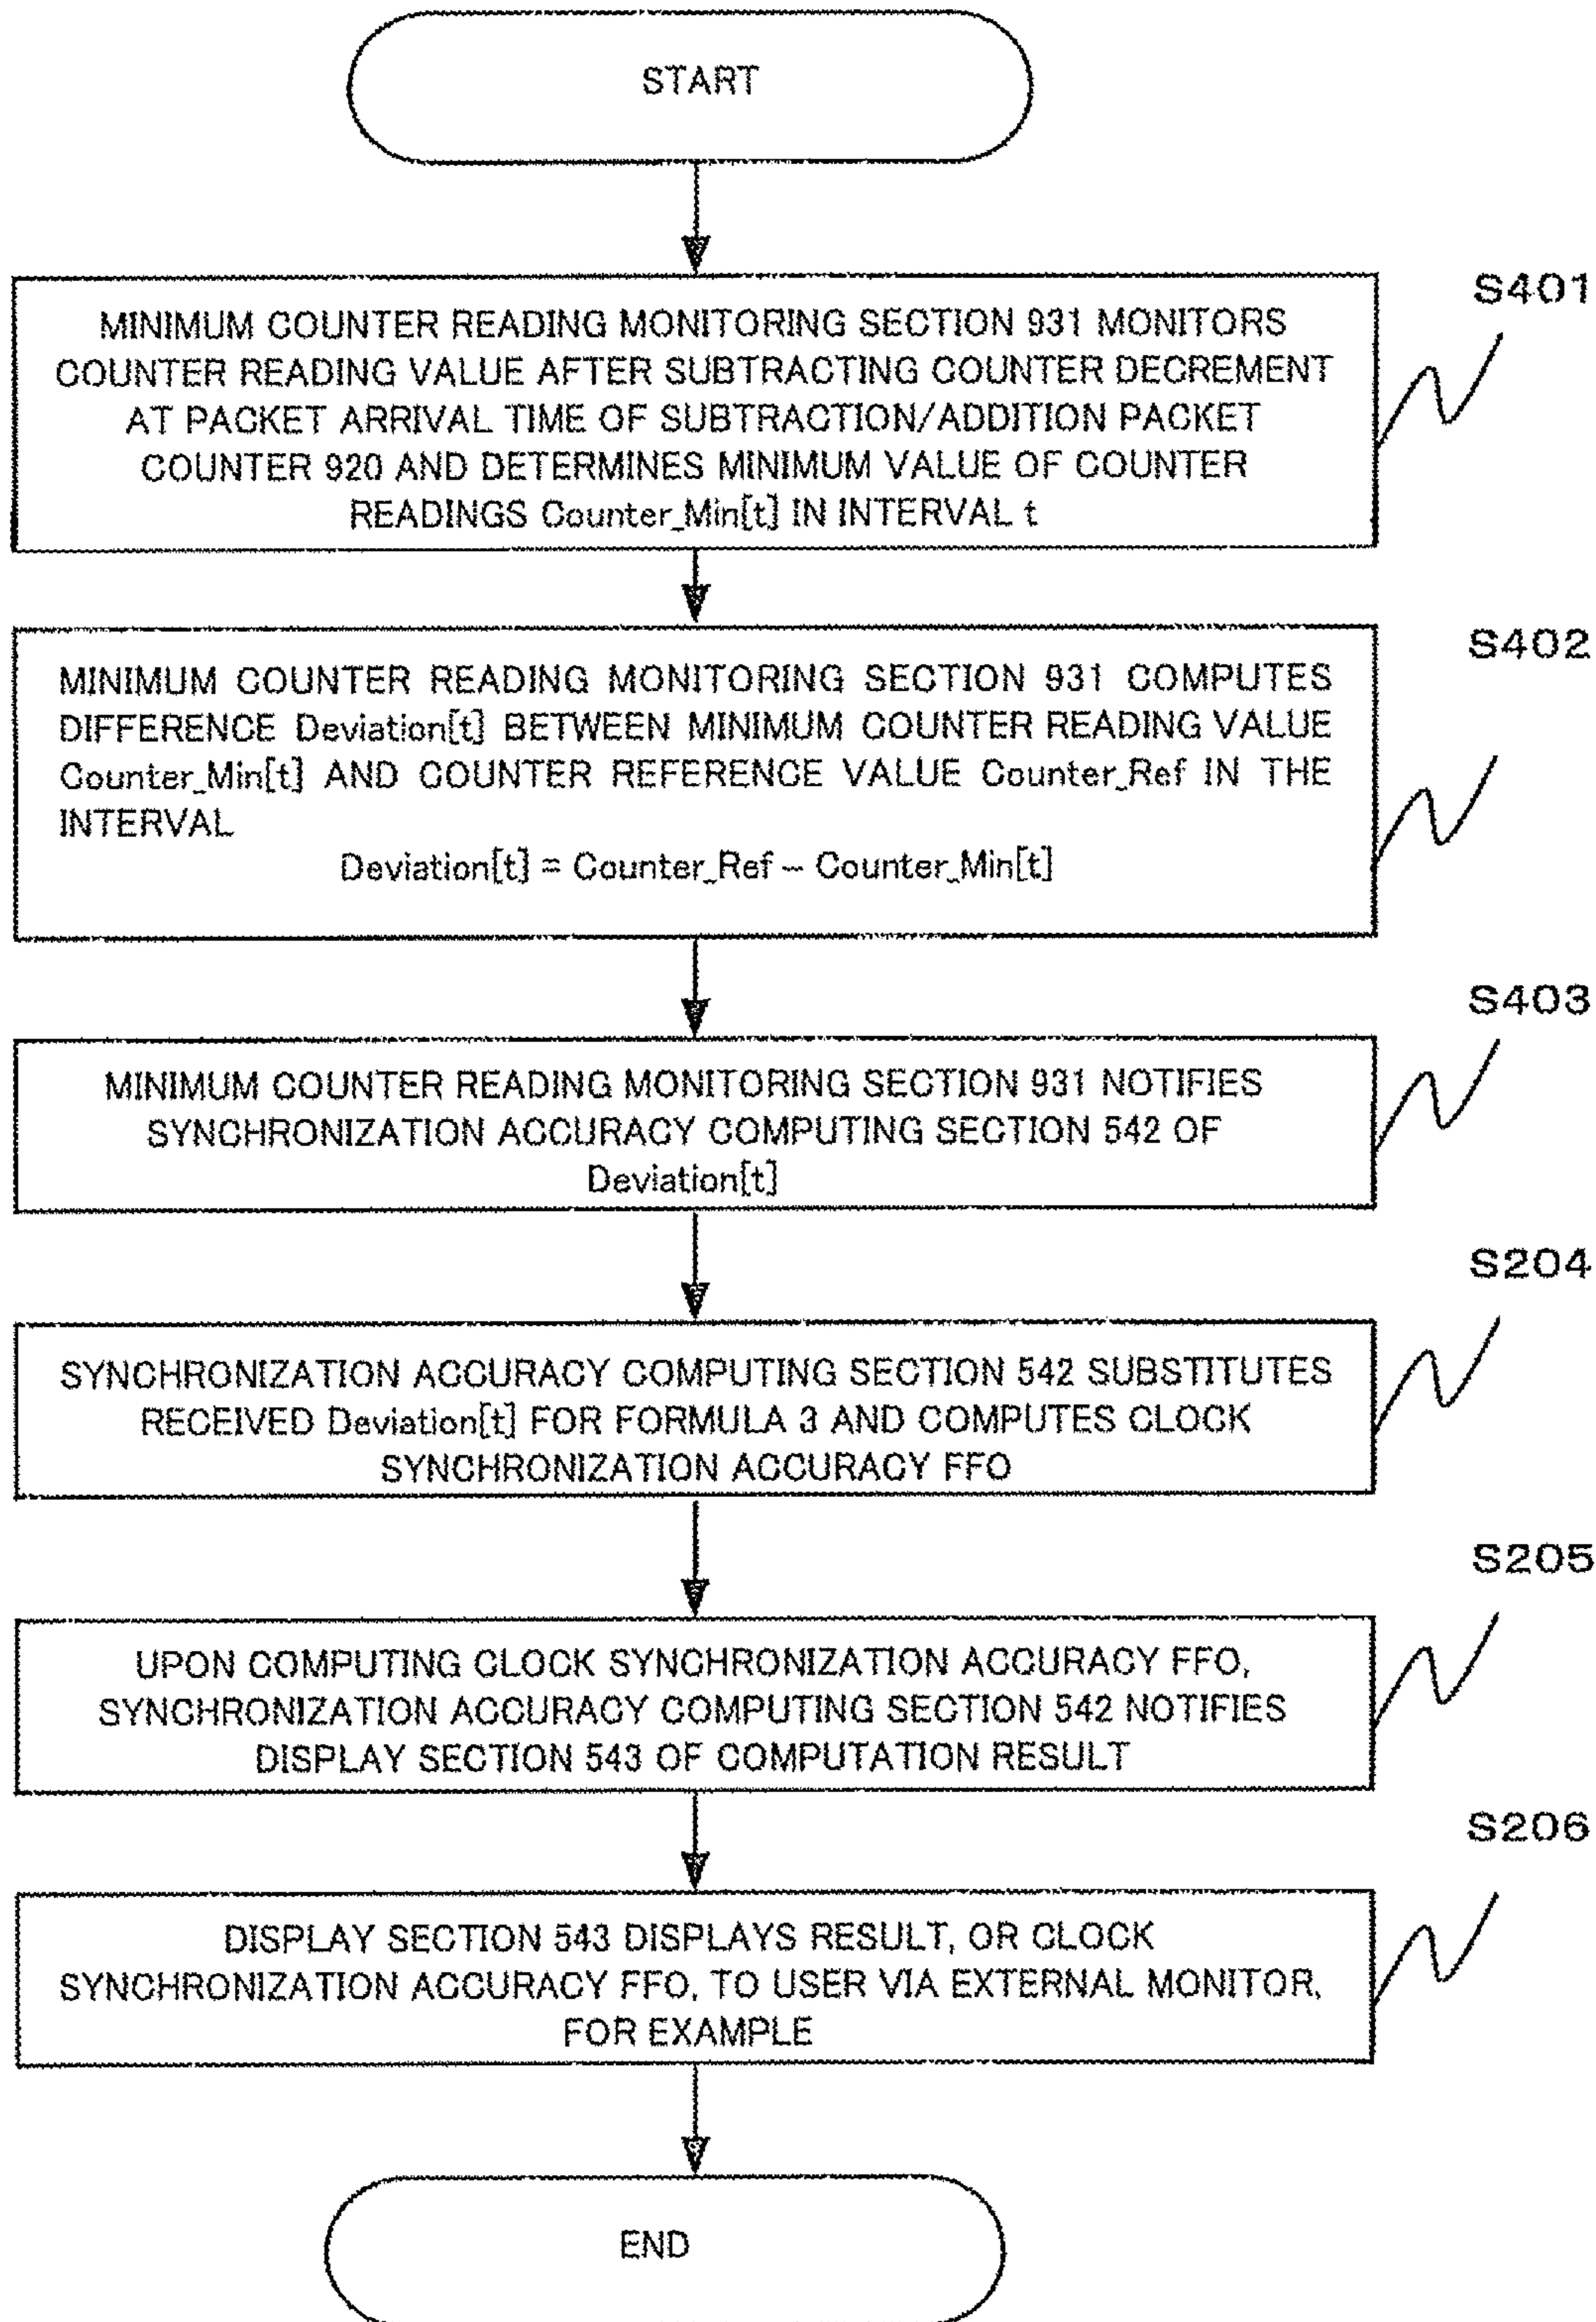 START
S401
MINIMUM COUNTER READING MONITORING SECTION 931 MONITORS
COUNTER READING VALUE AFTER SUBTRACTING COUNTER DECREMENT
AT PACKET ARRIVAL TIME OF SUBTRACTION/ADDITION PACKET
COUNTER 920 AND DETERMINES MINIMUM VALUE OF COUNTER
READINGS Counter_Min[t] IN INTERVAL t
S402
MINIMUM COUNTER READING MONITORING SECTION 931 COMPUTES
DIFFERENCE Deviation[t] BETWEEN MINIMUM COUNTER READING VALUE
Counter_Min[t] AND COUNTER REFERENCE VALUE Counter_Ref IN THE
INTERVAL
Deviation[t] = Counter_Ref – Counter_Min[t]
S403
MINIMUM COUNTER READING MONITORING SECTION 931 NOTIFIES
SYNCHRONIZATION ACCURACY COMPUTING SECTION 542 OF
Deviation[t]
S204
SYNCHRONIZATION ACCURACY COMPUTING SECTION 542 SUBSTITUTES
RECEIVED Deviation[t] FOR FORMULA 3 AND COMPUTES CLOCK
SYNCHRONIZATION ACCURACY FFO
S205
UPON COMPUTING CLOCK SYNCHRONIZATION ACCURACY FFO,
SYNCHRONIZATION ACCURACY COMPUTING SECTION 542 NOTIFIES
DISPLAY SECTION 543 OF COMPUTATION RESULT
S206
DISPLAY SECTION 543 DISPLAYS RESULT, OR CLOCK
SYNCHRONIZATION ACCURACY FFO, TO USER VIA EXTERNAL MONITOR,
FOR EXAMPLE
END